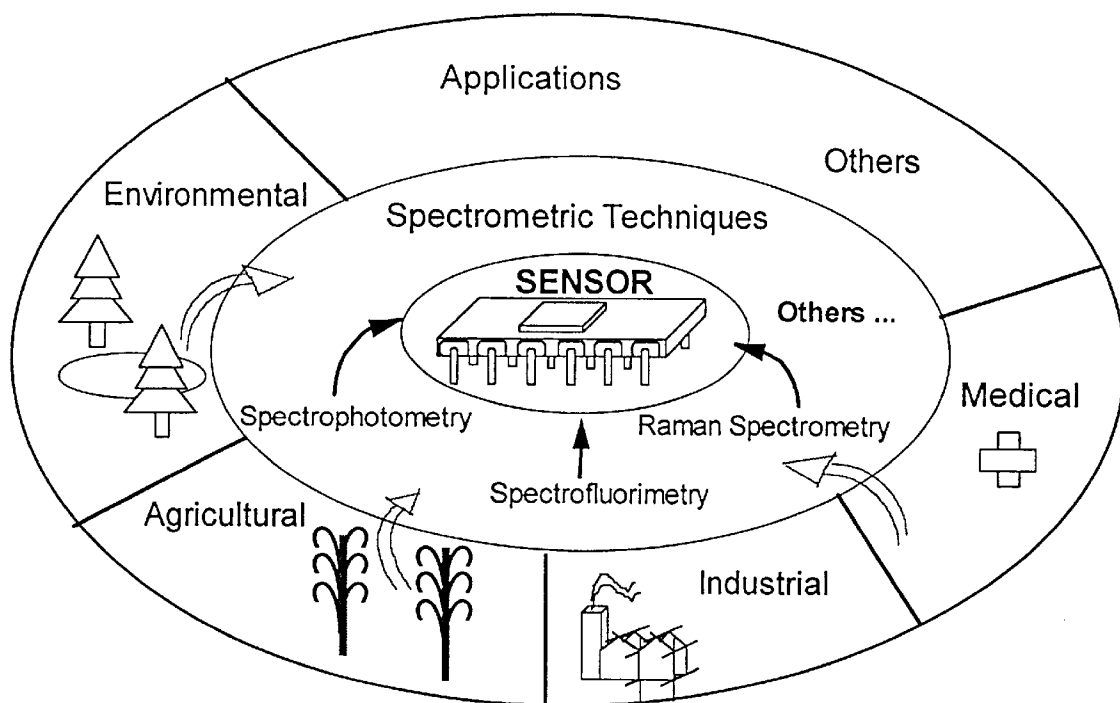 Applications
Others
Environmental
Spectrometric Techniques
SENSOR
Others ...
Medical
Spectrophotometry
Raman Spectrometry
Spectrofluorimetry
Agricultural
Industrial